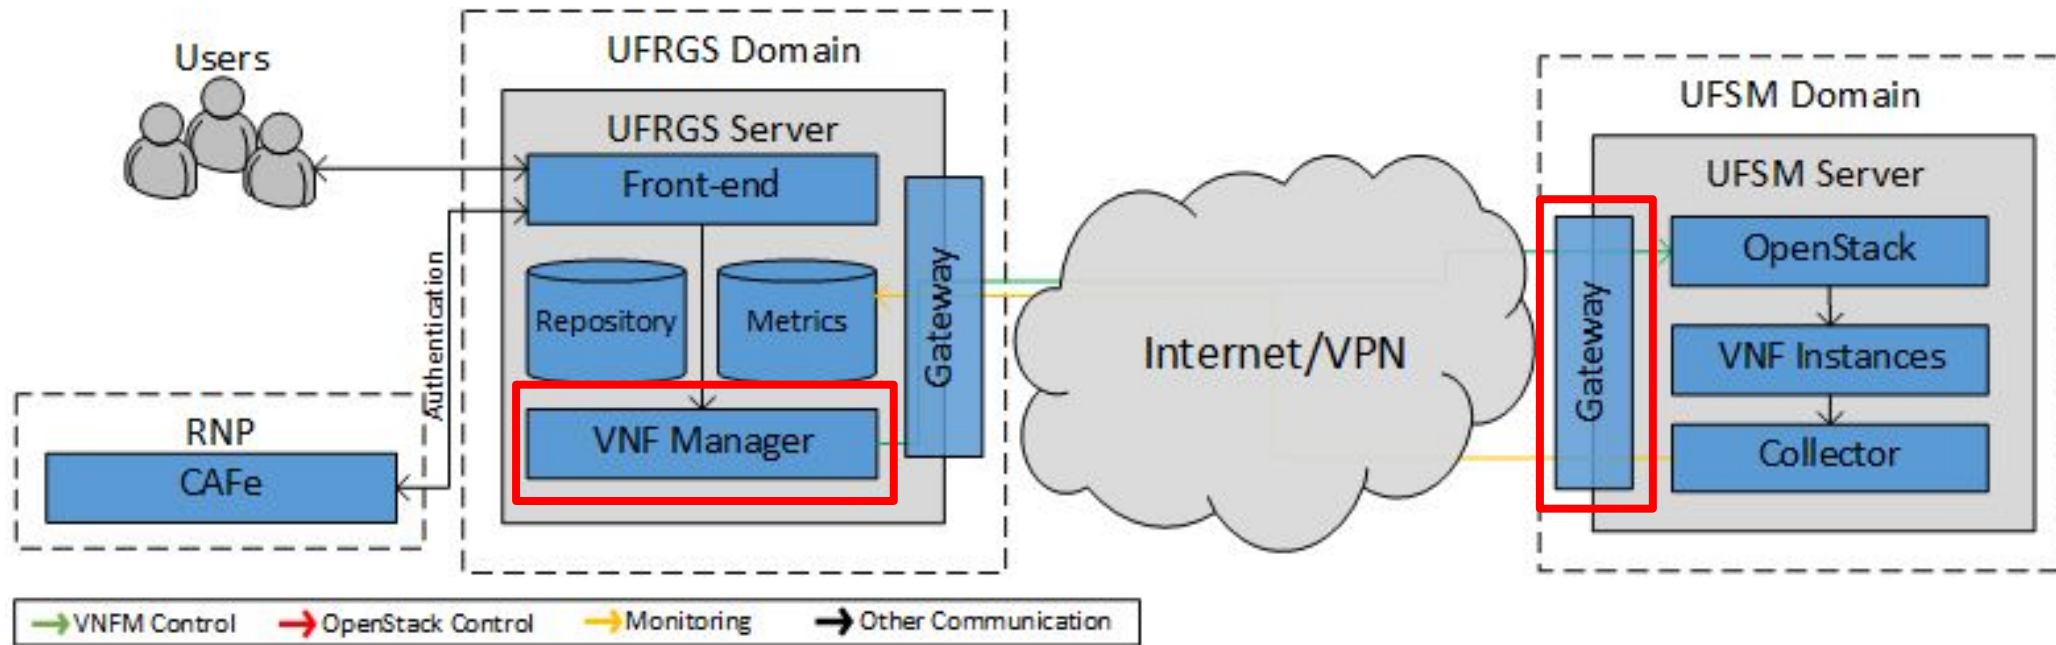 Users
UFRGS Domain
UFRGS Server
Front-end
Repository
Metrics
VNF Manager
Gateway
Authentication
RNP
CAFe
Internet/VPN
UFSM Domain
UFSM Server
Gateway
OpenStack
VNF Instances
Collector
VNFM Control
OpenStack Control
Monitoring
Other Communication